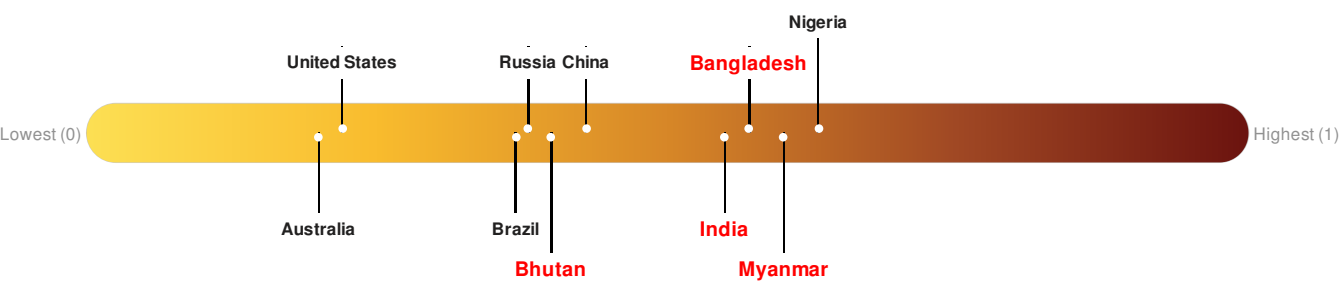 Nigeria
United States
Russia China
Bangladesh
Lowest (0)
Highest (1)
Australia
Brazil
India
Bhutan
Myanmar